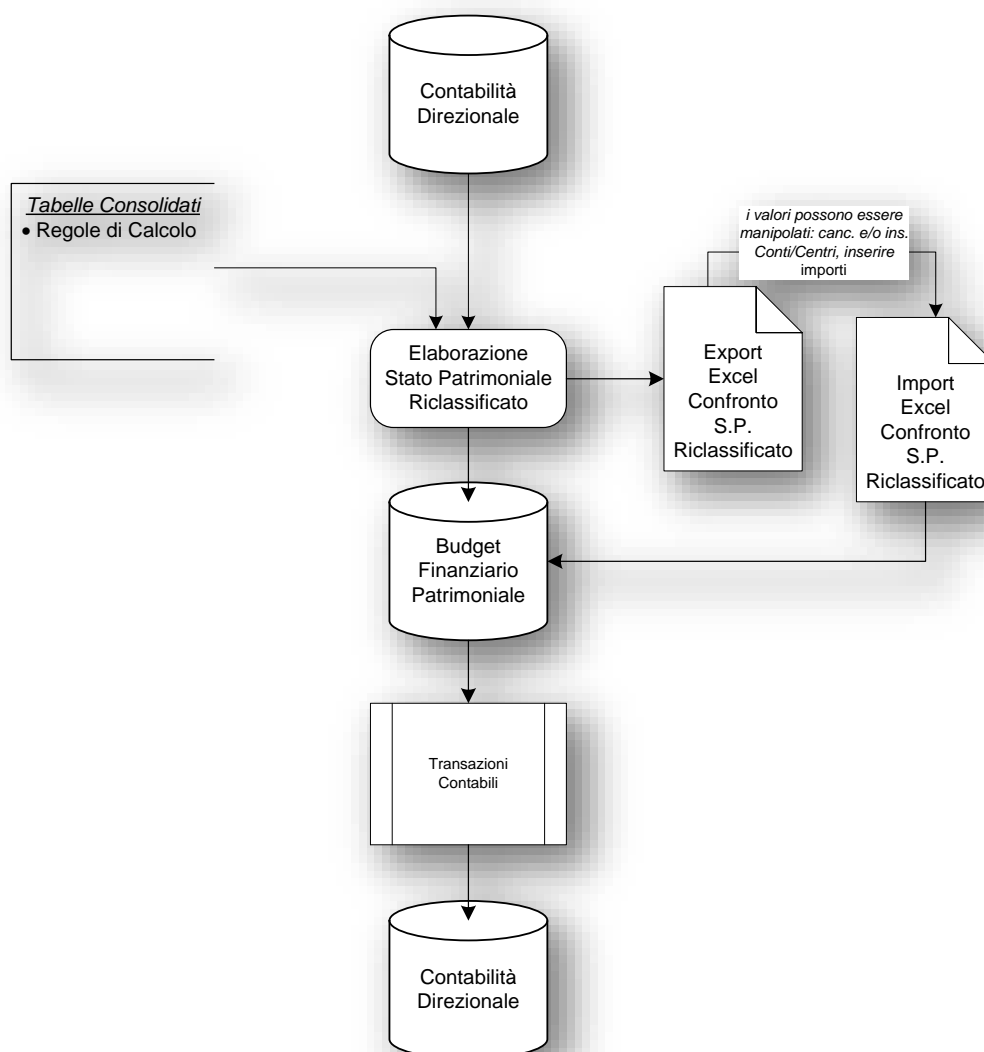 Contabilità
Direzionale
Tabelle Consolidati
• Regole di Calcolo
i valori possono essere
manipolati: canc. e/o ins.
Conti/Centri, inserire
importi
Elaborazione
Stato Patrimoniale
Riclassificato
Export
Excel
Confronto
S.P.
Riclassificato
Import
Excel
Confronto
S.P.
Riclassificato
Budget
Finanziario
Patrimoniale
Transazioni
Contabili
Contabilità
Direzionale